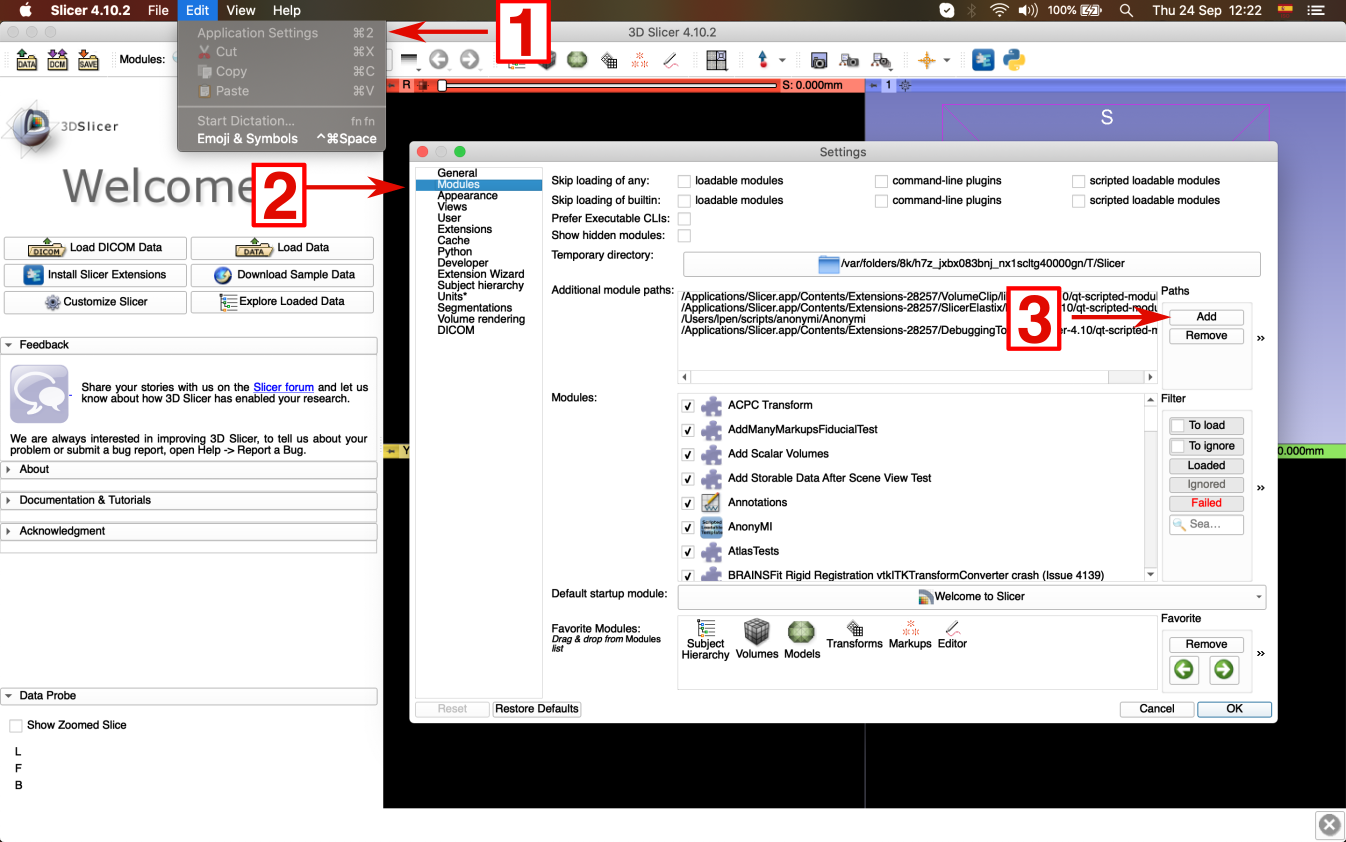 Slicer 4.10.2 File Edit View Help 100% Thu 24 Sep 12:22
3D Slicer 4.10.2
Application Settings ⌘2
Cut ⌘X
Copy ⌘C
Paste ⌘V
Start Dictation... fn fn
Emoji & Symbols ^⌘Space
1
DATA DCM SAVE Modules:
R S: 0.000mm
1
S
3DSlicer
Welcome
2
Load DICOM Data
Load Data
Install Slicer Extensions
Download Sample Data
Customize Slicer
Explore Loaded Data
Feedback
Share your stories with us on the Slicer forum and let us
know about how 3D Slicer has enabled your research.
We are always interested in improving 3D Slicer, to tell us about your
problem or submit a bug report, open Help -> Report a Bug.
About
Documentation & Tutorials
Acknowledgment
Data Probe
Show Zoomed Slice
L
F
B
Y
0.000mm
Settings
General
Modules
Appearance
Views
User
Extensions
Cache
Python
Developer
Extension Wizard
Subject hierarchy
Units*
Segmentations
Volume rendering
DICOM
Skip loading of any: loadable modules command-line plugins scripted loadable modules
Skip loading of builtin: loadable modules command-line plugins scripted loadable modules
Prefer Executable CLIs:
Show hidden modules:
Temporary directory: /var/folders/8k/h7z_jxbx083bnj_nx1scltg40000gn/T/Slicer
Additional module paths:
/Applications/Slicer.app/Contents/Extensions-28257/VolumeClip/li 10/qt-scripted-modul
/Applications/Slicer.app/Contents/Extensions-28257/SlicerElastix/ .10/qt-scripted-modu
/Users/lpen/scripts/anonymi/Anonymi
/Applications/Slicer.app/Contents/Extensions-28257/DebuggingTo er-4.10/qt-scripted-m
3
Paths
Add
Remove
»
Modules:
ACPC Transform
AddManyMarkupsFiducialTest
Add Scalar Volumes
Add Storable Data After Scene View Test
Annotations
AnonyMI
AtlasTests
BRAINSFit Rigid Registration vtkITKTransformConverter crash (Issue 4139)
Filter
To load
To ignore
Loaded
Ignored
Failed
Sea...
»
Default startup module: Welcome to Slicer
Favorite Modules:
Drag & drop from Modules
list
Subject
Hierarchy
Volumes
Models
Transforms
Markups
Editor
Favorite
Remove
»
Reset
Restore Defaults
Cancel
OK